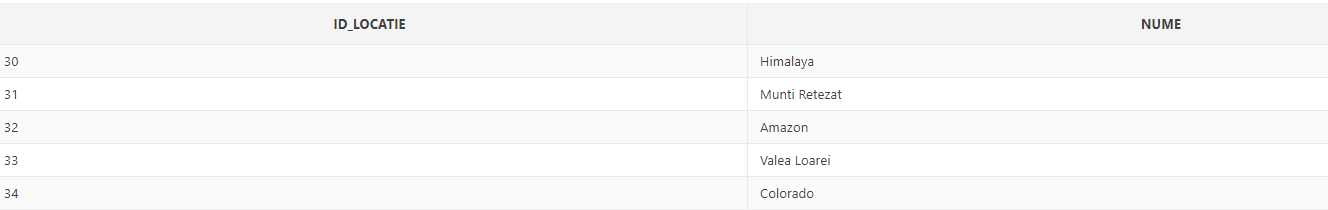 ID_LOCATIE NUME
30 Himalaya
31 Munti Retezat
32 Amazon
33 Valea Loarei
34 Colorado